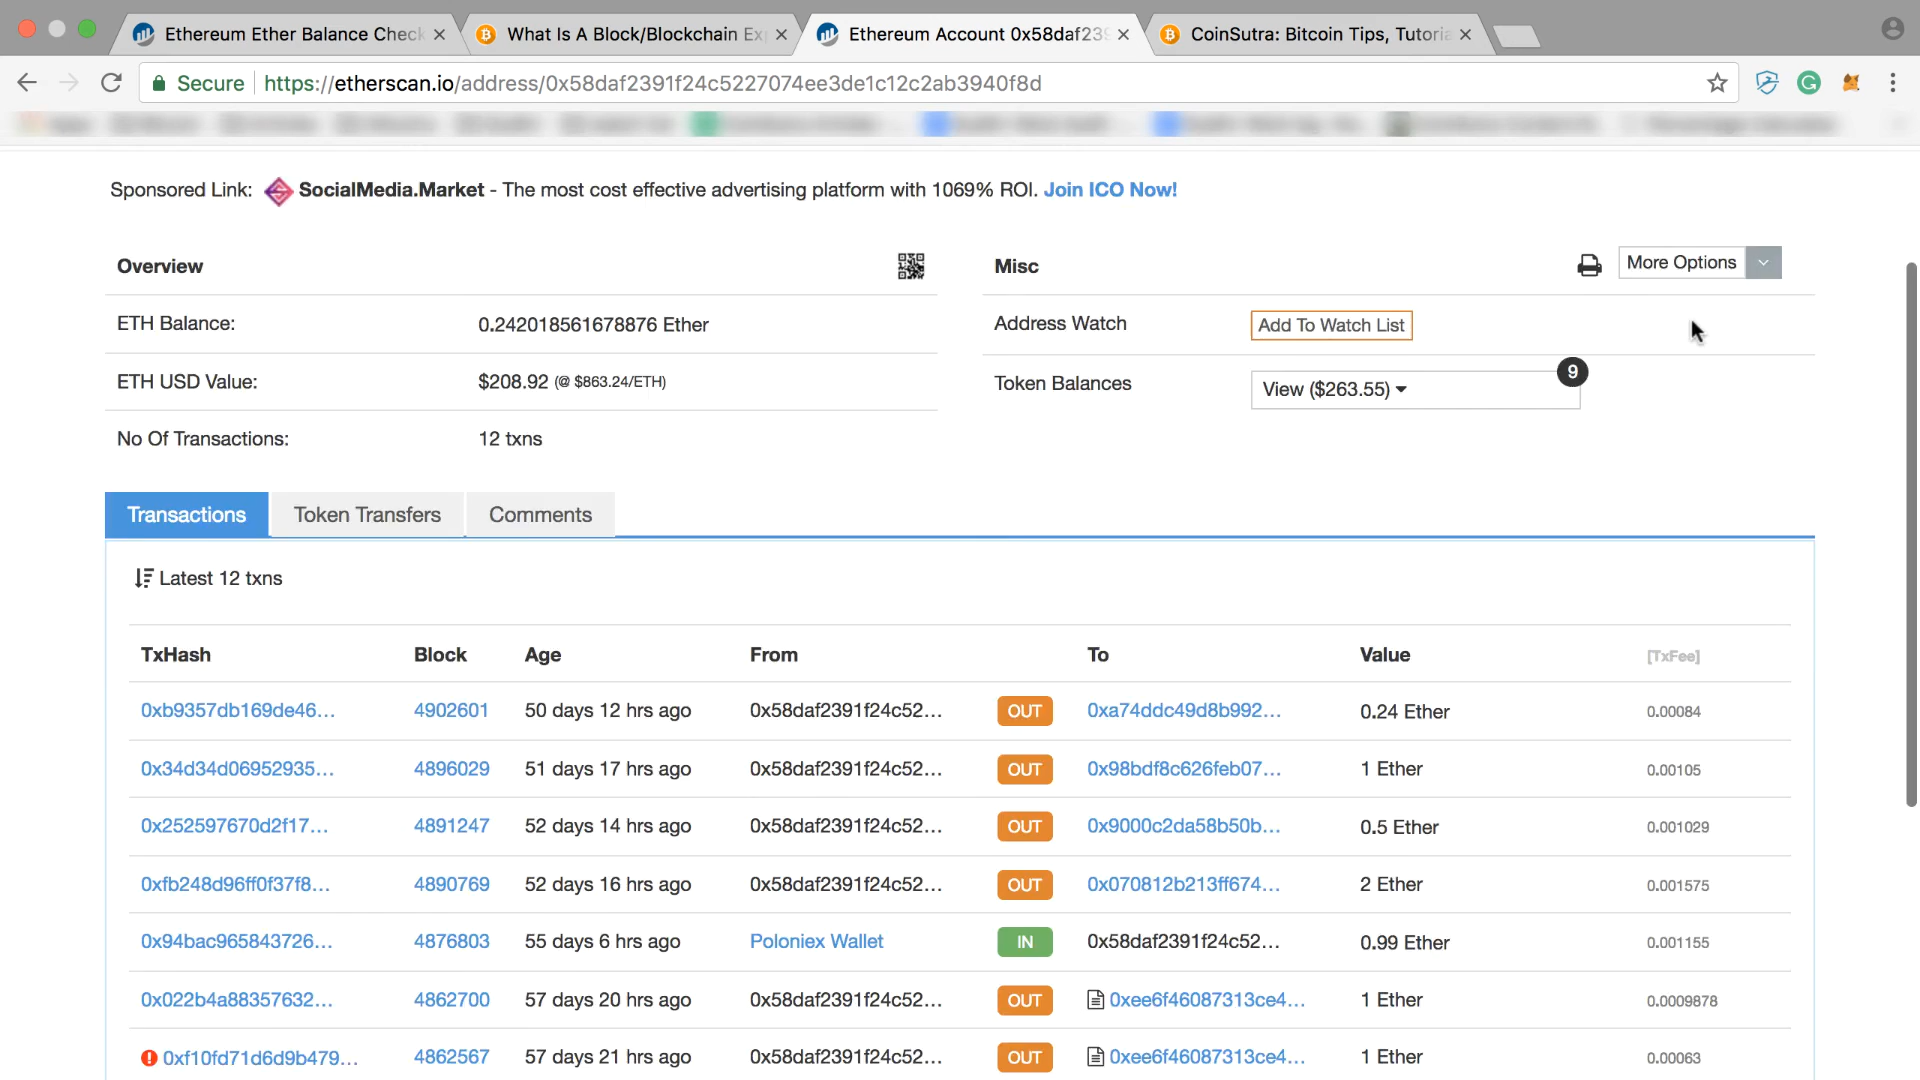 Ethereum Ether Balance Check
What Is A Block/Blockchain Ex
Ethereum Account 0x58daf239
CoinSutra: Bitcoin Tips, Tutoria
Secure https://etherscan.io/address/0x58daf2391f24c5227074ee3de1c12c2ab3940f8d
Sponsored Link: SocialMedia.Market - The most cost effective advertising platform with 1069% ROI. Join ICO Now!
Overview
ETH Balance: 0.242018561678876 Ether
ETH USD Value: $208.92 (@ $863.24/ETH)
No Of Transactions: 12 txns
Misc More Options
Address Watch Add To Watch List
Token Balances View ($263.55) 9
Transactions Token Transfers Comments
Latest 12 txns
TxHash Block Age From To Value [TxFee]
0xb9357db169de46... 4902601 50 days 12 hrs ago 0x58daf2391f24c52... OUT 0xa74ddc49d8b992... 0.24 Ether 0.00084
0x34d34d06952935... 4896029 51 days 17 hrs ago 0x58daf2391f24c52... OUT 0x98bdf8c626feb07... 1 Ether 0.00105
0x252597670d2f17... 4891247 52 days 14 hrs ago 0x58daf2391f24c52... OUT 0x9000c2da58b50b... 0.5 Ether 0.001029
0xfb248d96ff0f37f8... 4890769 52 days 16 hrs ago 0x58daf2391f24c52... OUT 0x070812b213ff674... 2 Ether 0.001575
0x94bac965843726... 4876803 55 days 6 hrs ago Poloniex Wallet IN 0x58daf2391f24c52... 0.99 Ether 0.001155
0x022b4a88357632... 4862700 57 days 20 hrs ago 0x58daf2391f24c52... OUT 0xee6f46087313ce4... 1 Ether 0.0009878
0xf10fd71d6d9b479... 4862567 57 days 21 hrs ago 0x58daf2391f24c52... OUT 0xee6f46087313ce4... 1 Ether 0.00063